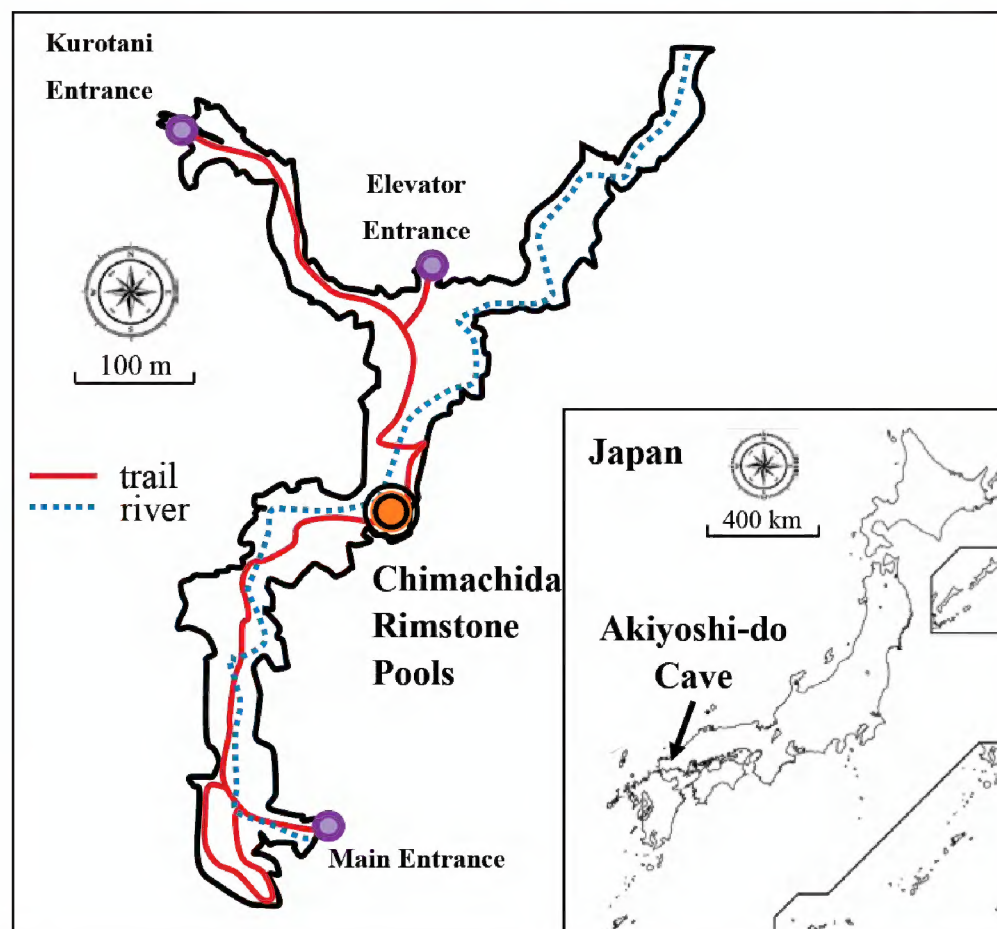 Kurotani
Entrance
Elevator
Entrance
100 m
trail
river
Chimachida
Rimstone
Pools
Main Entrance
Japan
400 km
Akiyoshi-do
Cave